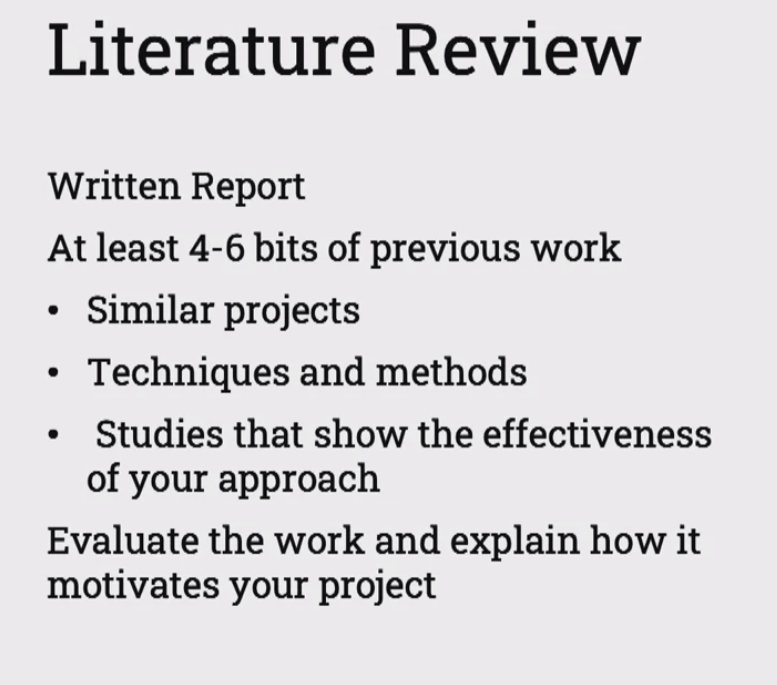 Literature Review
Written Report
At least 4-6 bits of previous work
• Similar projects
• Techniques and methods
• Studies that show the effectiveness
of your approach
Evaluate the work and explain how it
motivates your project